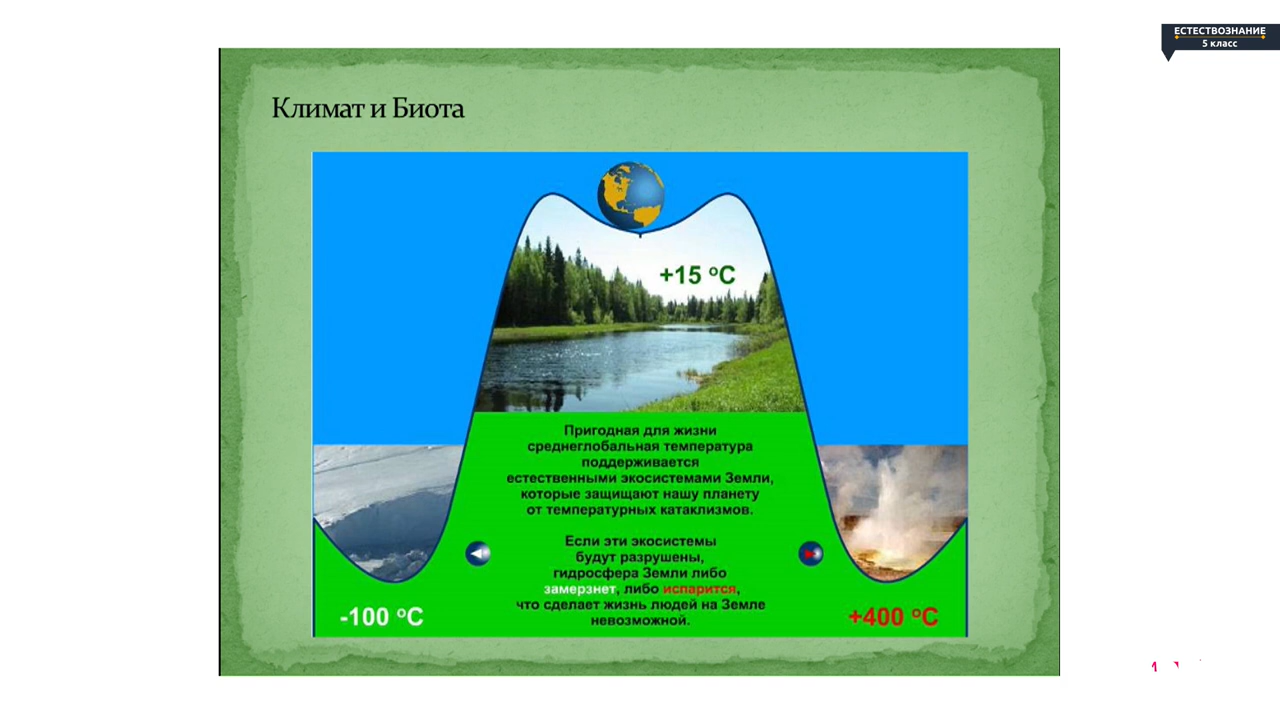 ЕСТЕСТВОЗНАНИЕ
5 класс
Климат и Биота
+15 °C
Пригодная для жизни
среднеглобальная температура
поддерживается
естественными экосистемами Земли,
которые защищают нашу планету
от температурных катаклизмов.
Если эти экосистемы
будут разрушены,
гидросфера Земли либо
замерзнет, либо испарится,
что сделает жизнь людей на Земле
невозможной.
-100 °C
+400 °C